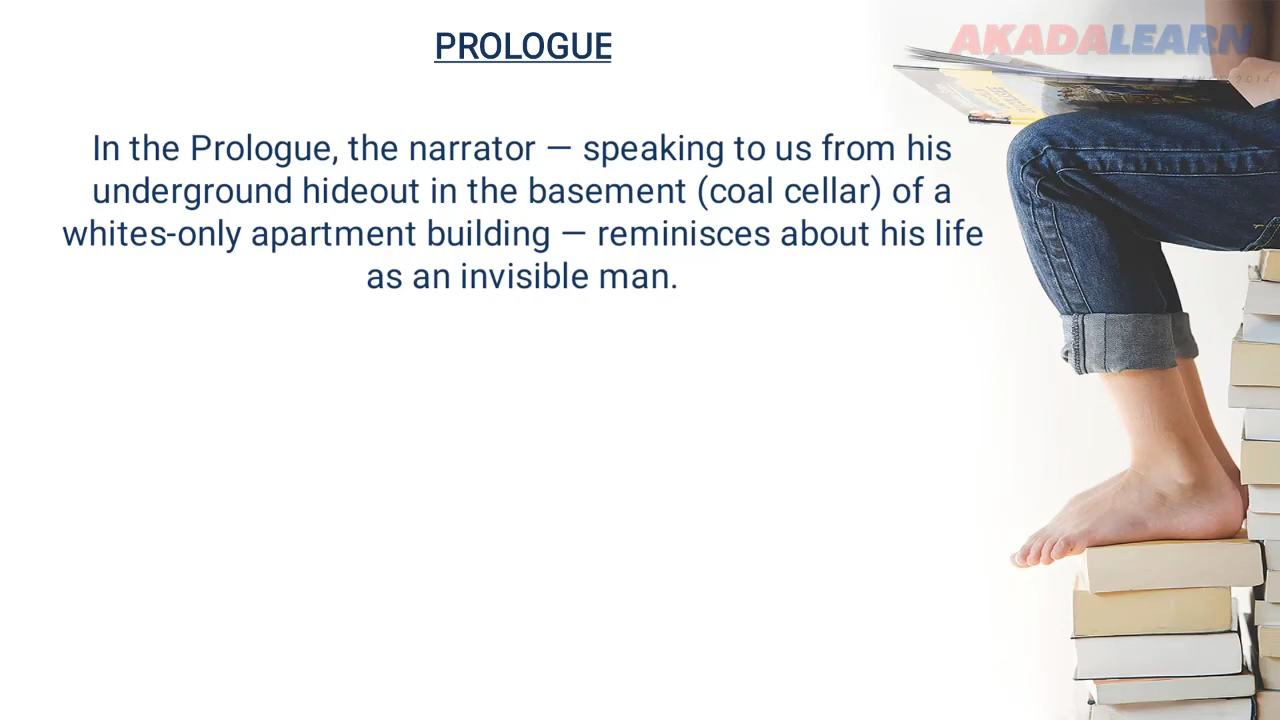 PROLOGUE
AKADALEARN
In the Prologue, the narrator — speaking to us from his
underground hideout in the basement (coal cellar) of a
whites-only apartment building — reminisces about his life
as an invisible man.